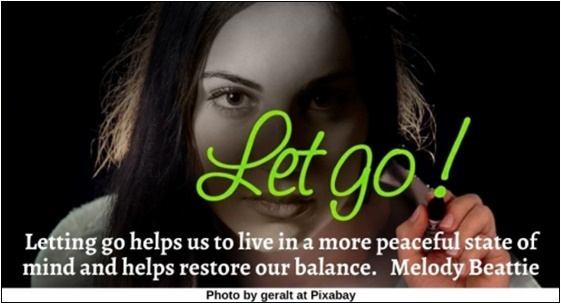 Let go!
Letting go helps us to live in a more peaceful state of
mind and helps restore our balance. Melody Beattie
Photo by geralt at Pixabay